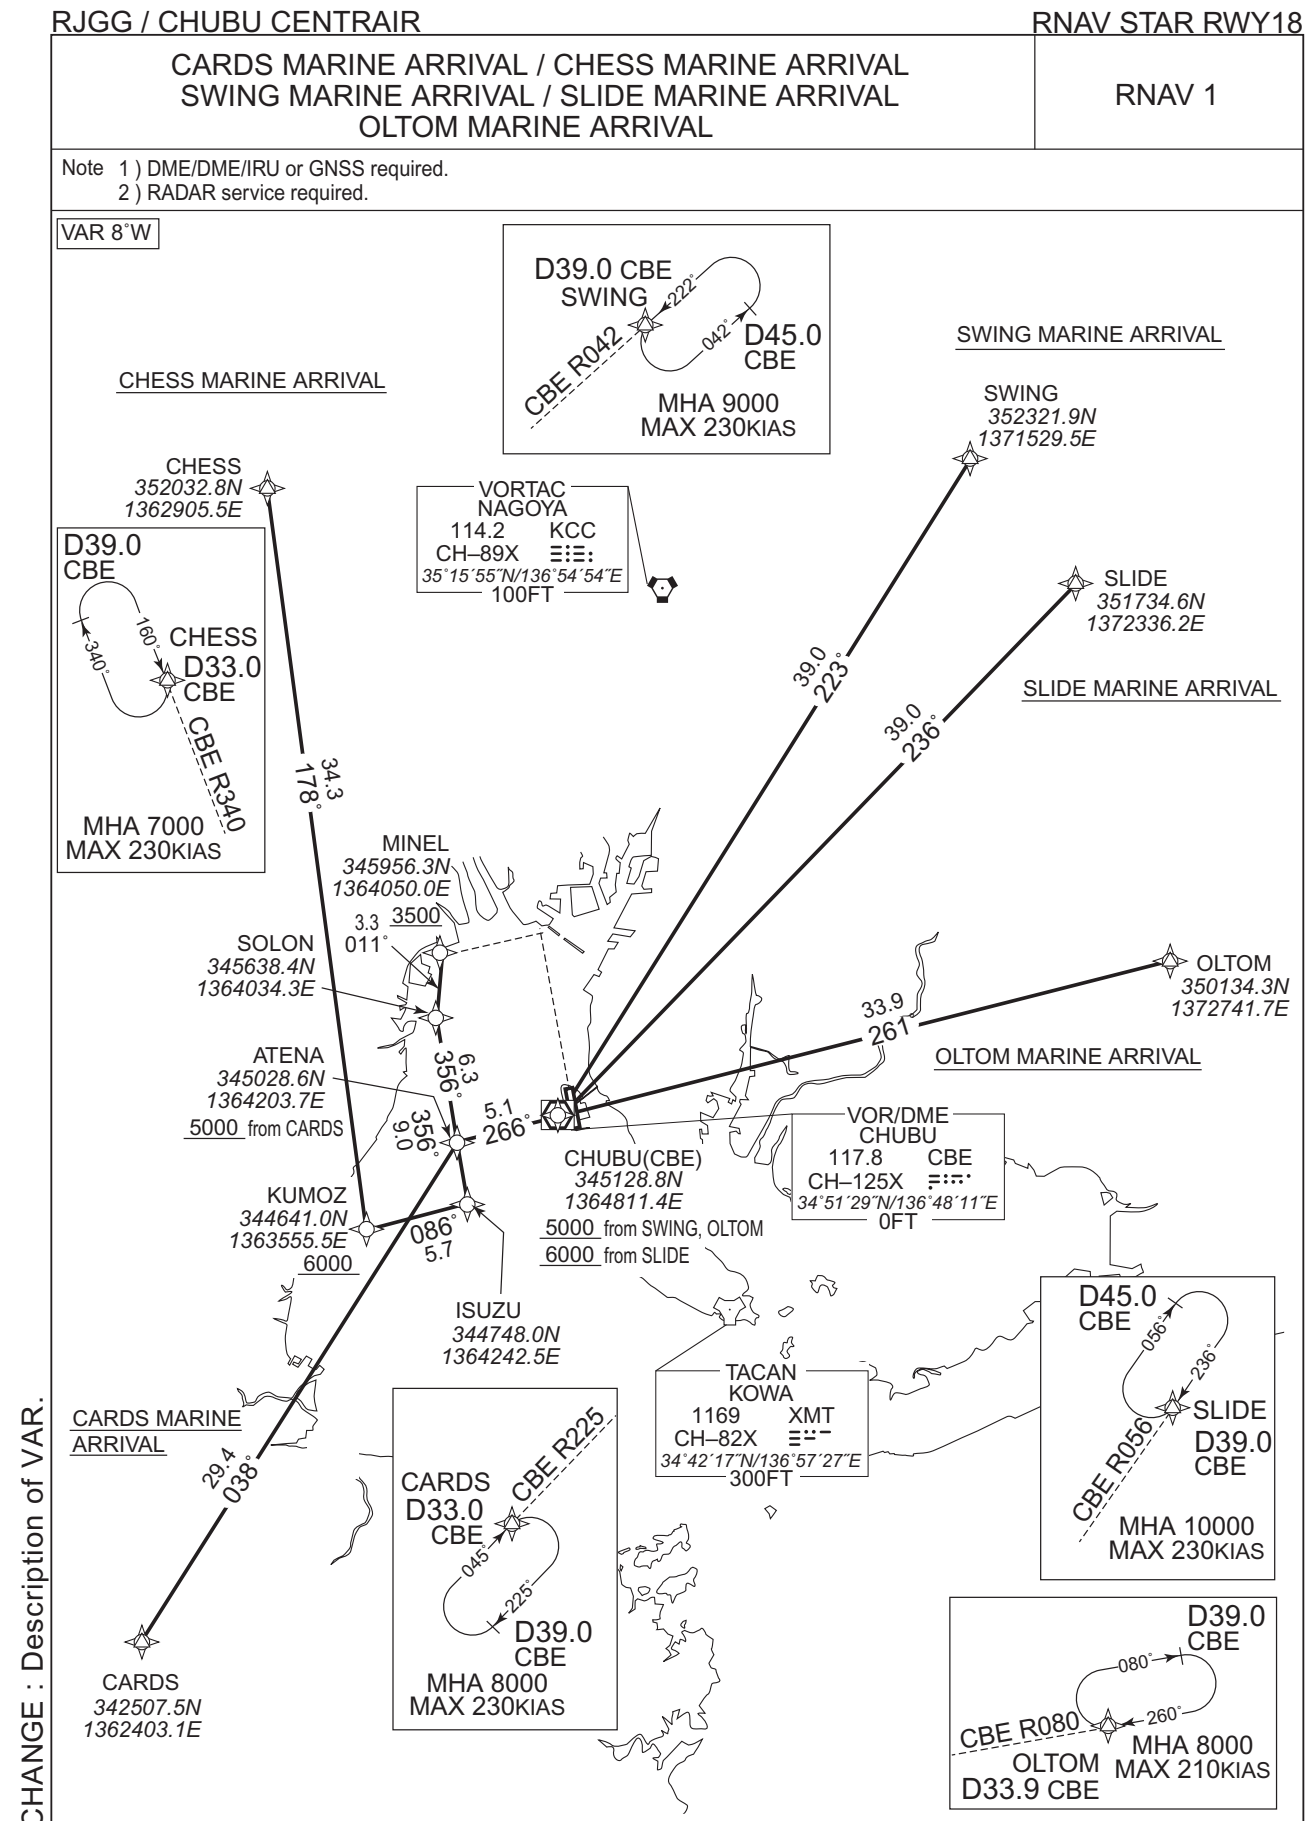 RJGG / CHUBU CENTRAIR
RNAV STAR RWY18
CARDS MARINE ARRIVAL / CHESS MARINE ARRIVAL
SWING MARINE ARRIVAL / SLIDE MARINE ARRIVAL
OLTOM MARINE ARRIVAL
RNAV 1
Note 1 ) DME/DME/IRU or GNSS required.
2 ) RADAR service required.
VAR 8˚W
D39.0 CBE
SWING
222˚
042˚
D45.0
CBE
CBE R042
MHA 9000
MAX 230KIAS
SWING MARINE ARRIVAL
SWING
352321.9N
1371529.5E
CHESS MARINE ARRIVAL
CHESS
352032.8N
1362905.5E
VORTAC
NAGOYA
114.2 KCC
CH–89X
35˚15´55˝N/136˚54´54˝E
100FT
D39.0
CBE
160˚
340˚
CHESS
D33.0
CBE
CBE R340
MHA 7000
MAX 230KIAS
SLIDE
351734.6N
1372336.2E
SLIDE MARINE ARRIVAL
39.0
223˚
39.0
236˚
34.3
178˚
MINEL
345956.3N
1364050.0E
3500
3.3
011˚
SOLON
345638.4N
1364034.3E
OLTOM
350134.3N
1372741.7E
33.9
261˚
OLTOM MARINE ARRIVAL
ATENA
345028.6N
1364203.7E
5000 from CARDS
6.3
356˚
356˚
9.0
5.1
266˚
VOR/DME
CHUBU
117.8 CBE
CH–125X
34˚51´29˝N/136˚48´11˝E
0FT
CHUBU(CBE)
345128.8N
1364811.4E
5000 from SWING, OLTOM
6000 from SLIDE
KUMOZ
344641.0N
1363555.5E
6000
086˚
5.7
ISUZU
344748.0N
1364242.5E
D45.0
CBE
056˚
236˚
SLIDE
D39.0
CBE
CBE R056
MHA 10000
MAX 230KIAS
TACAN
KOWA
1169 XMT
CH–82X
34˚42´17˝N/136˚57´27˝E
300FT
CARDS MARINE
ARRIVAL
29.4
038˚
CARDS
D33.0
CBE
CBE R225
045˚
225˚
D39.0
CBE
MHA 8000
MAX 230KIAS
CARDS
342507.5N
1362403.1E
D39.0
CBE
080˚
260˚
CBE R080
OLTOM
D33.9 CBE
MHA 8000
MAX 210KIAS
CHANGE : Description of VAR.